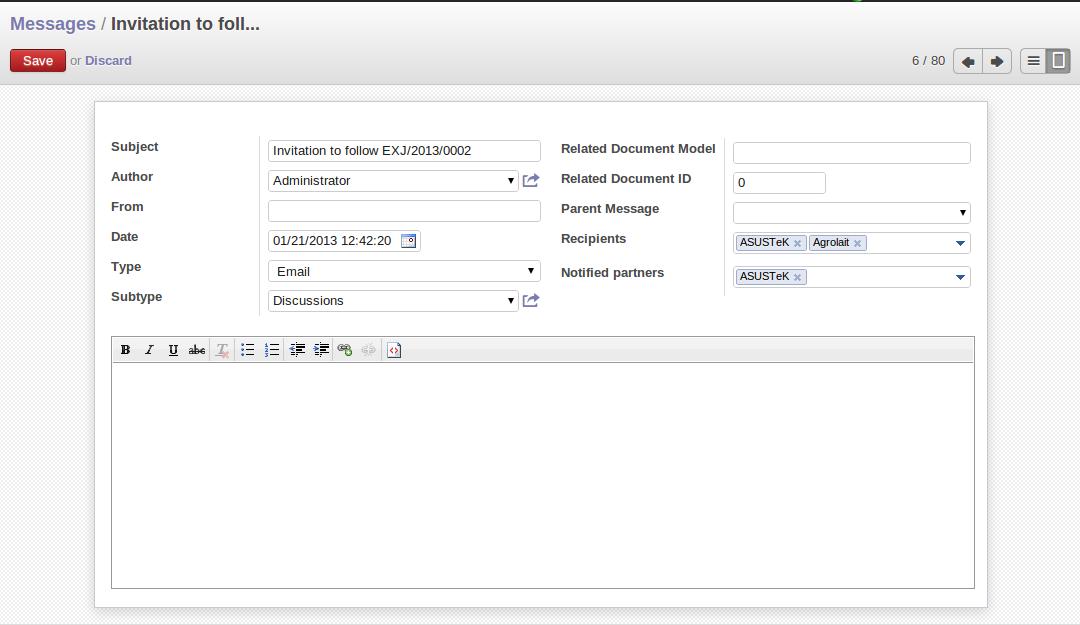 Messages / Invitation to foll...
Save or Discard
6 / 80
Subject
Invitation to follow EXJ/2013/0002
Author
Administrator
From
Date
01/21/2013 12:42:20
Type
Email
Subtype
Discussions
Related Document Model
Related Document ID
0
Parent Message
Recipients
ASUSTeK
Agrolait
Notified partners
ASUSTeK
B I U abc T